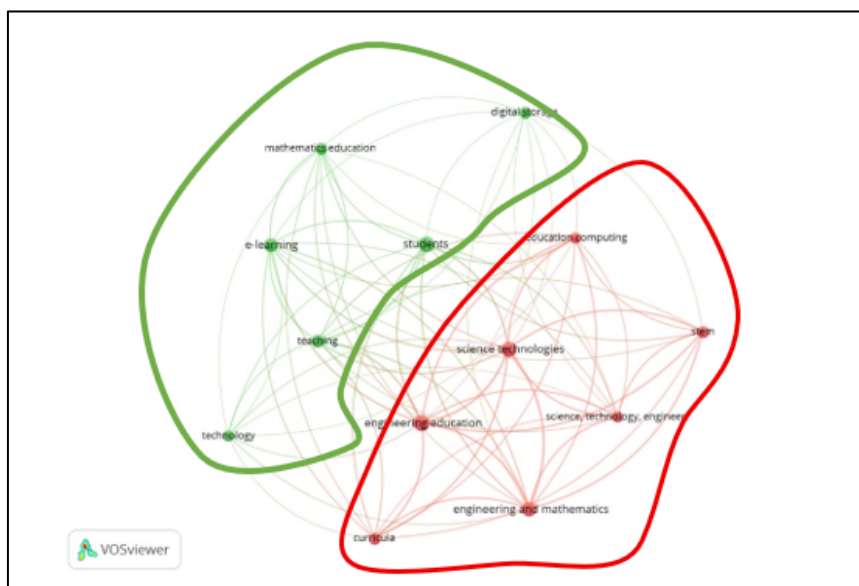 digital storage
mathematics education
education computing
e-learning
students
stem
teaching
science technologies
science, technology, engineer
engineering education
technology
engineering and mathematics
curricula
VOSviewer